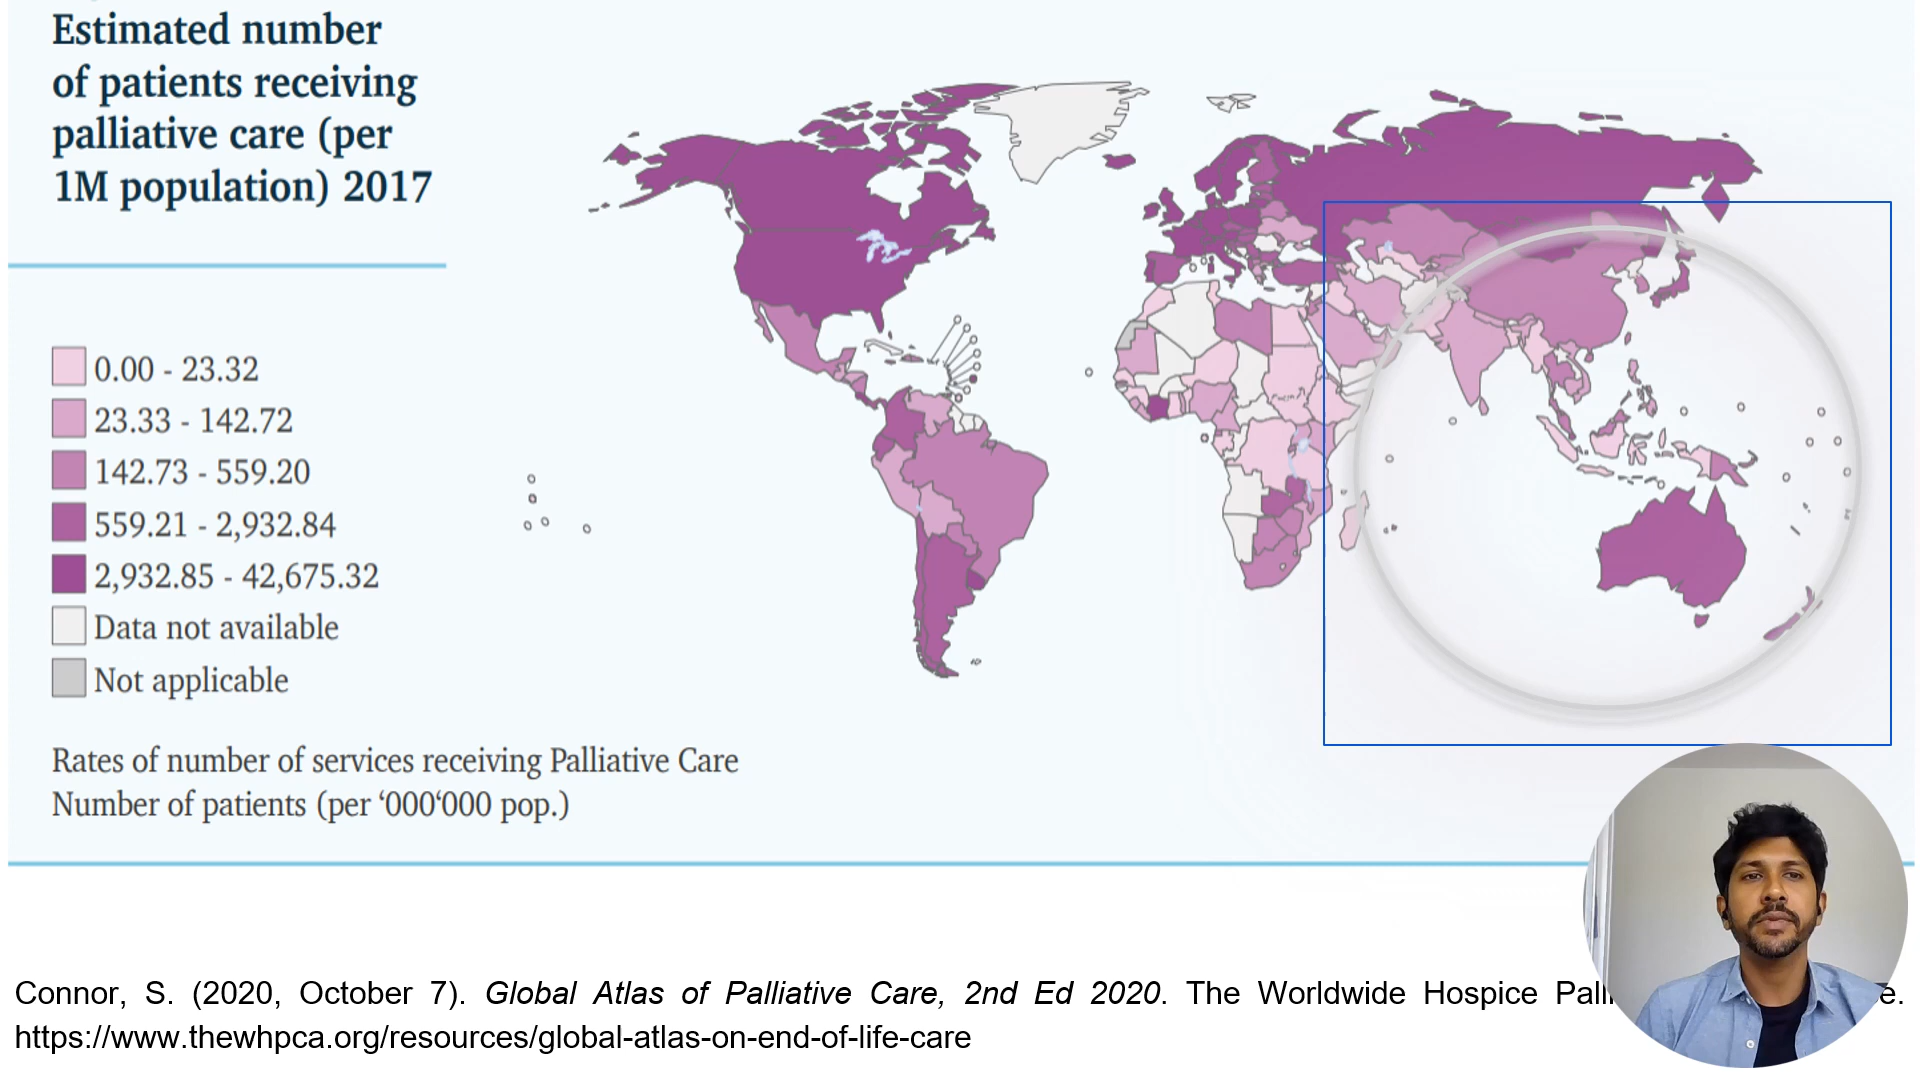 Estimated number
of patients receiving
palliative care (per
1M population) 2017
0.00 - 23.32
23.33 - 142.72
142.73 - 559.20
559.21 - 2,932.84
2,932.85 - 42,675.32
Data not available
Not applicable
Rates of number of services receiving Palliative Care
Number of patients (per ‘000‘000 pop.)
Connor, S. (2020, October 7). Global Atlas of Palliative Care, 2nd Ed 2020. The Worldwide Hospice
https://www.thewhpca.org/resources/global-atlas-on-end-of-life-care